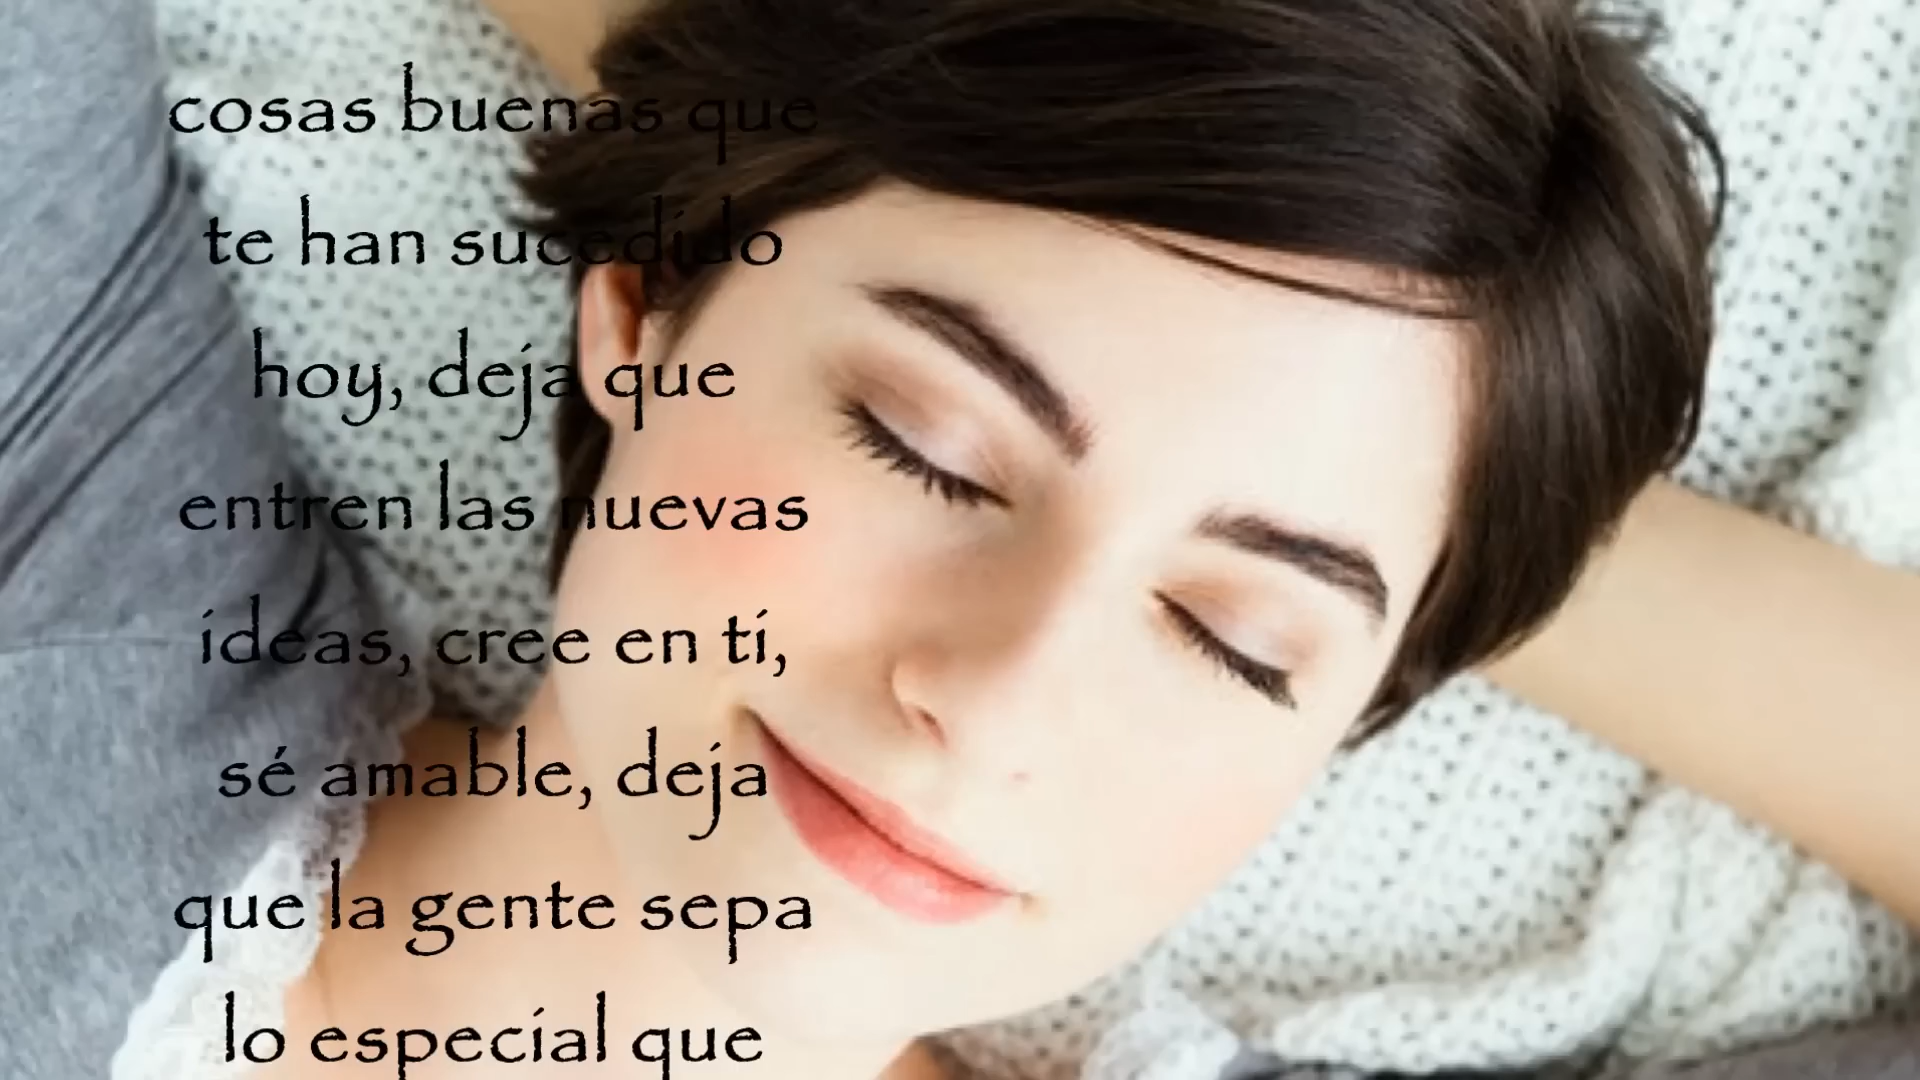 cosas buenas que
te han sucedido
hoy, deja que
entren las nuevas
ideas, cree en ti,
sé amable, deja
que la gente sepa
lo especial que